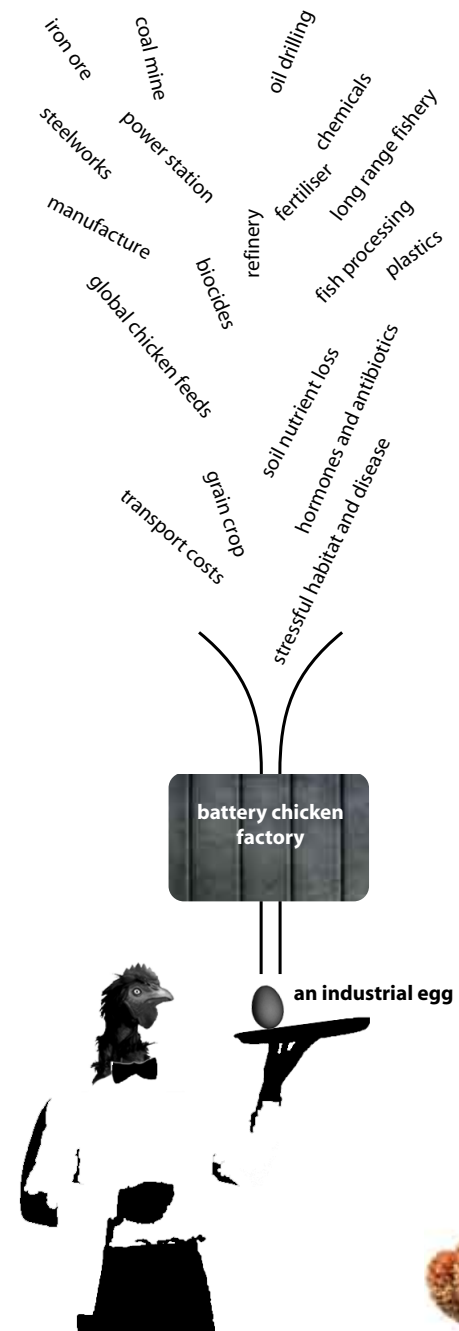 iron ore
coal mine
oil drilling
chemicals
long range fishery
steelworks
power station
fertiliser
manufacture
refinery
fish processing
plastics
biocides
global chicken feeds
soil nutrient loss
hormones and antibiotics
grain crop
transport costs
stressful habitat and disease
battery chicken
factory
an industrial egg